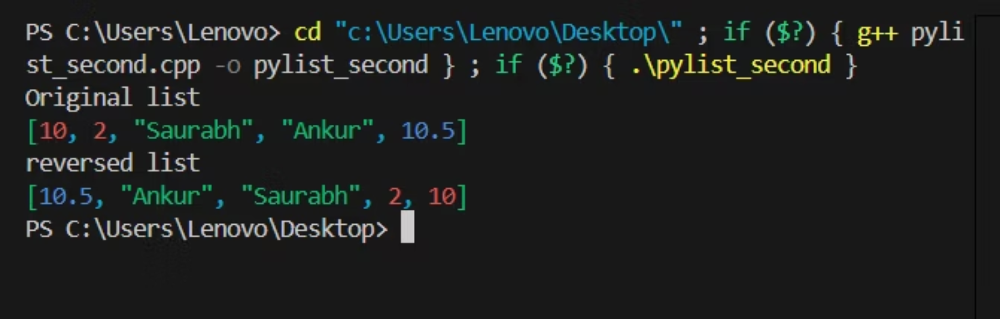 PS C:\Users\Lenovo> cd "c:\Users\Lenovo\Desktop\" ; if ($?) { g++ pyli
st_second.cpp -o pylist_second } ; if ($?) { .\pylist_second }
Original list
[10, 2, "Saurabh", "Ankur", 10.5]
reversed list
[10.5, "Ankur", "Saurabh", 2, 10]
PS C:\Users\Lenovo\Desktop>